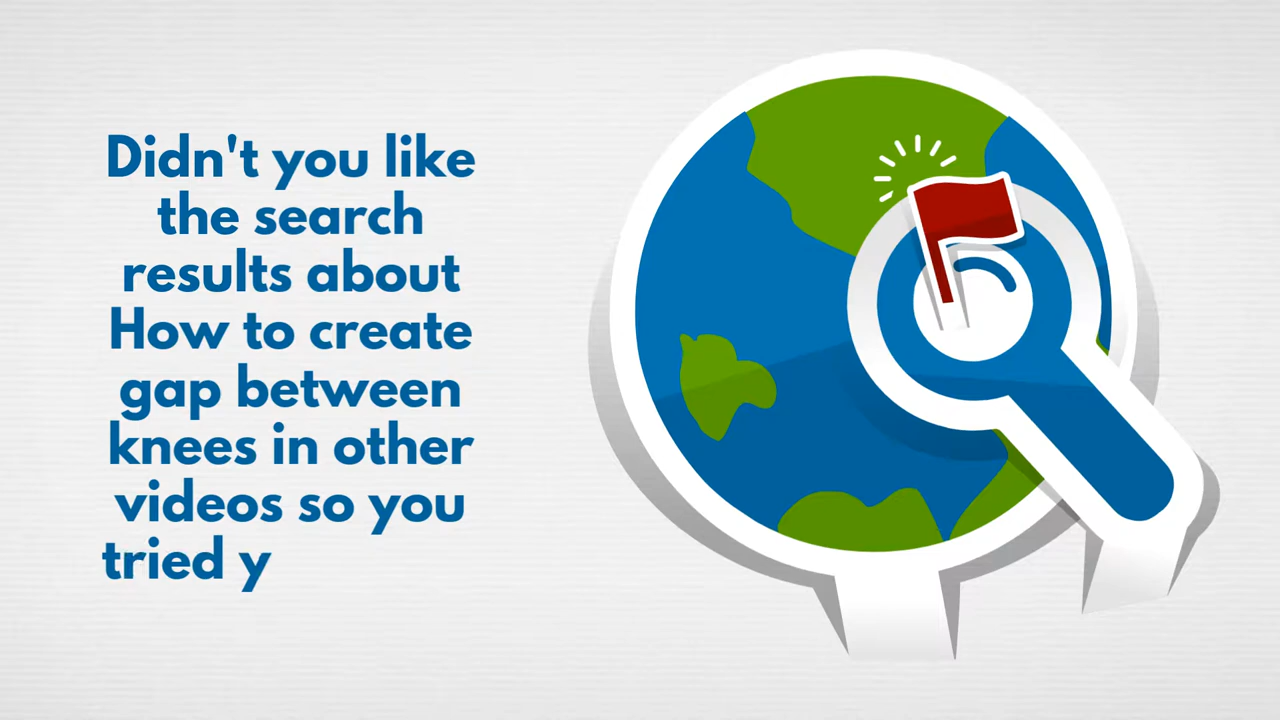 Didn't you like
the search
results about
How to create
gap between
knees in other
videos so you
tried y